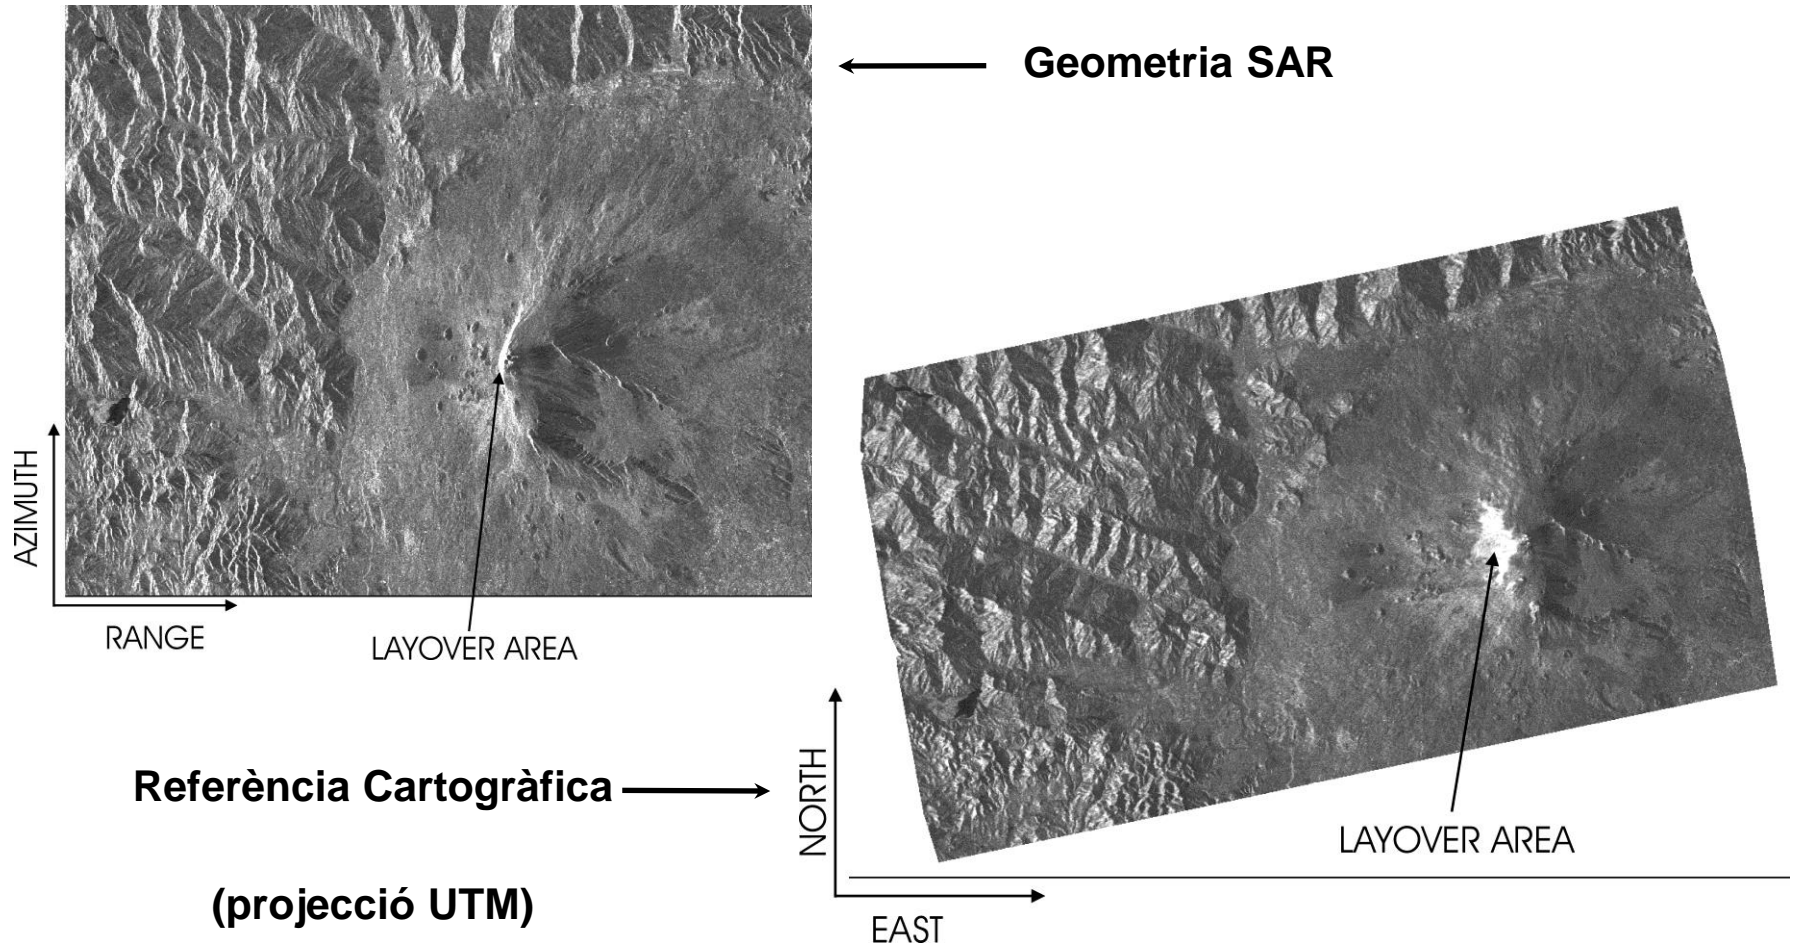 Geometria SAR
AZIMUTH
RANGE
LAYOVER AREA
Referència Cartogràfica
(projecció UTM)
NORTH
LAYOVER AREA
EAST